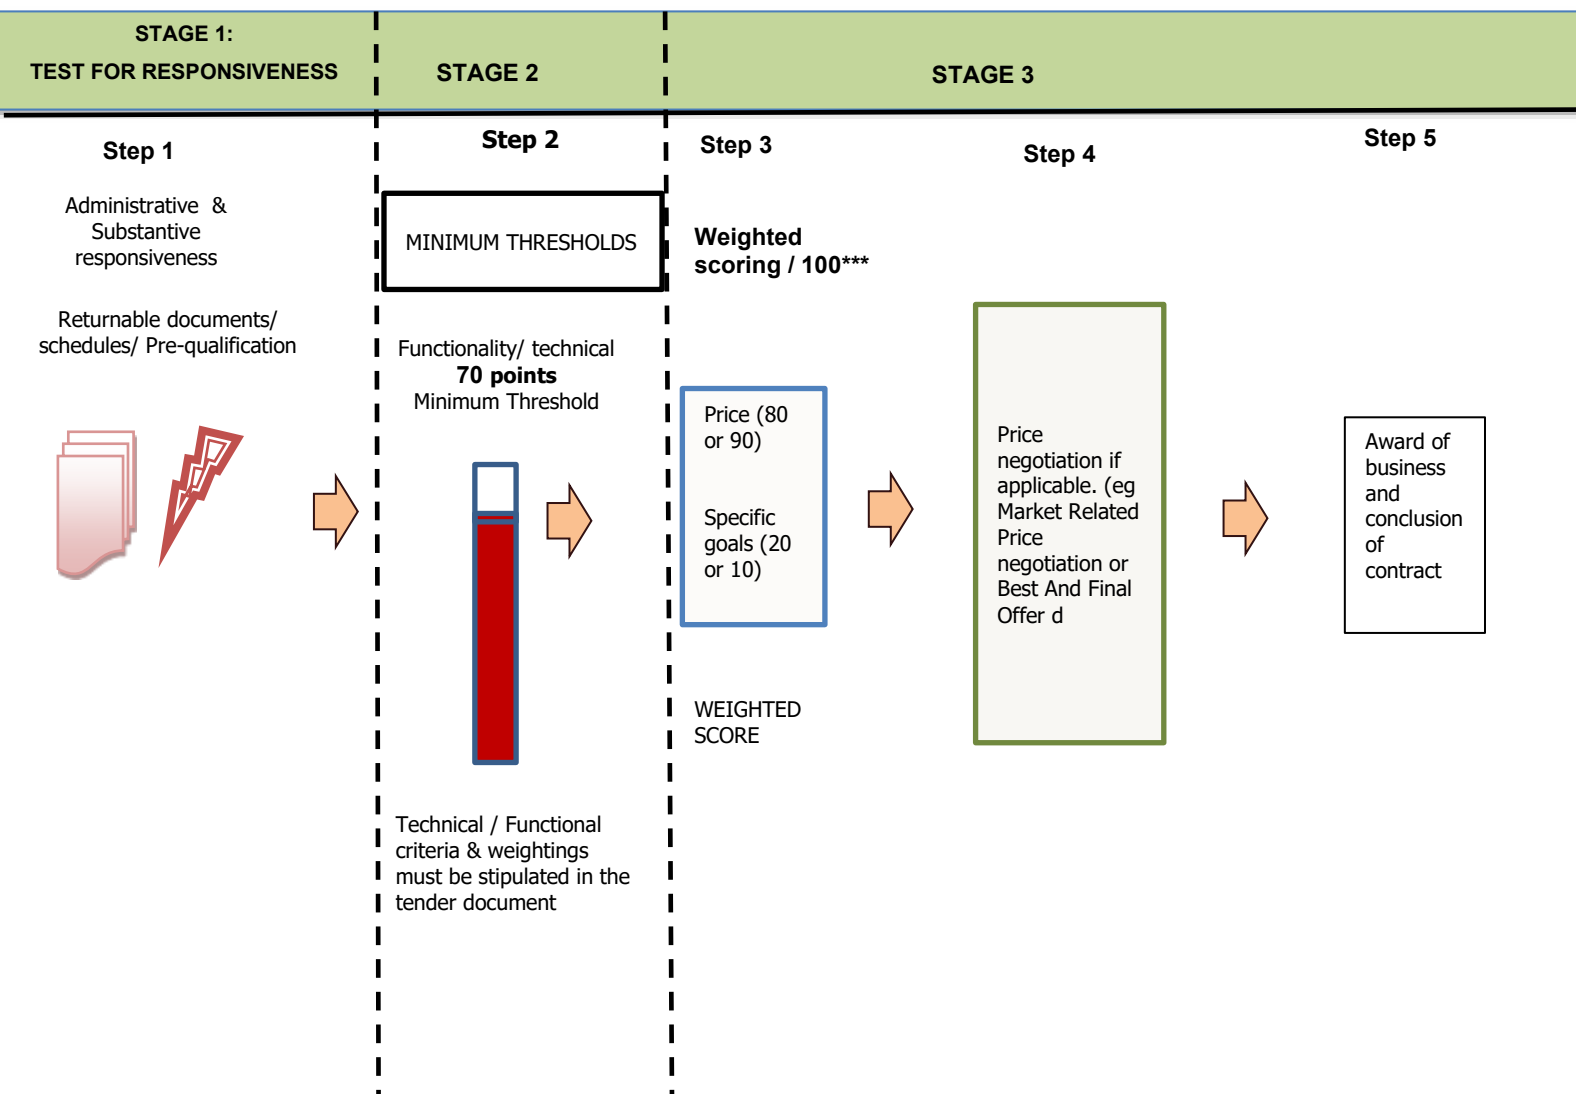 STAGE 1:
TEST FOR RESPONSIVENESS
STAGE 2
STAGE 3
Step 1
Administrative &
Substantive
responsiveness
Returnable documents/
schedules/ Pre-qualification
Step 2
MINIMUM THRESHOLDS
Functionality/ technical
70 points
Minimum Threshold
Technical / Functional
criteria & weightings
must be stipulated in the
tender document
Step 3
Weighted
scoring / 100***
Price (80
or 90)
Specific
goals (20
or 10)
WEIGHTED
SCORE
Step 4
Price
negotiation if
applicable. (eg
Market Related
Price
negotiation or
Best And Final
Offer d
Step 5
Award of
business
and
conclusion
of
contract